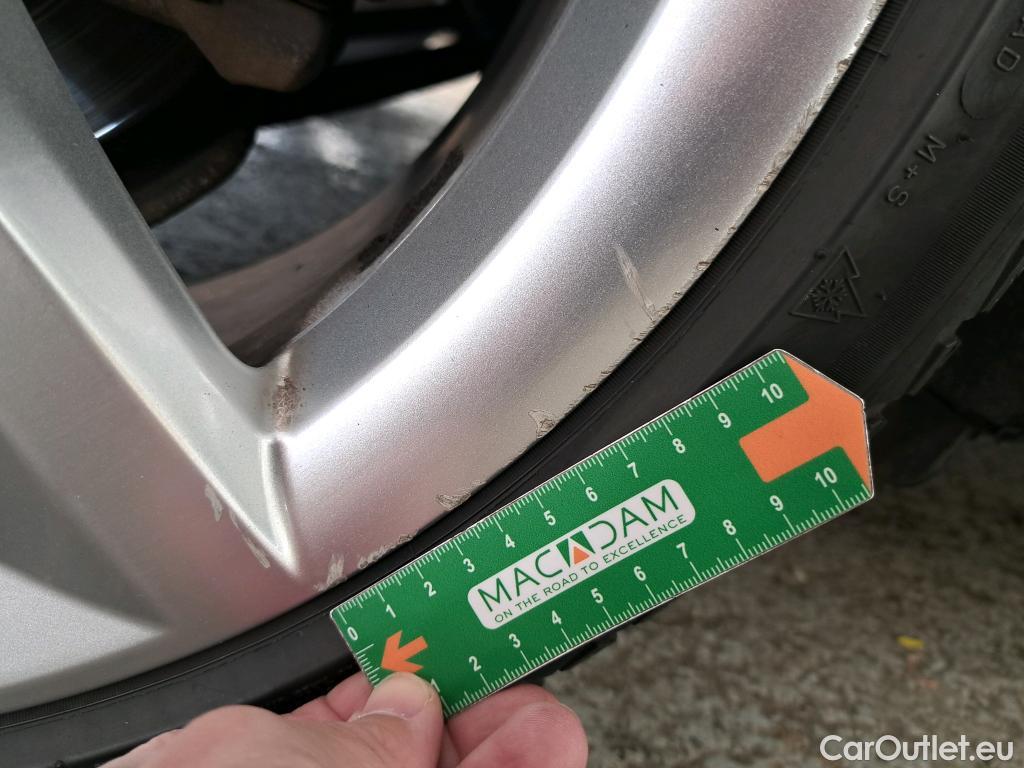 M+S
0 1 2 3 4 5 6 7 8 9 10
MACADAM
ON THE ROAD TO EXCELLENCE
1 2 3 4 5 6 7 8 9 10
CarOutlet.eu